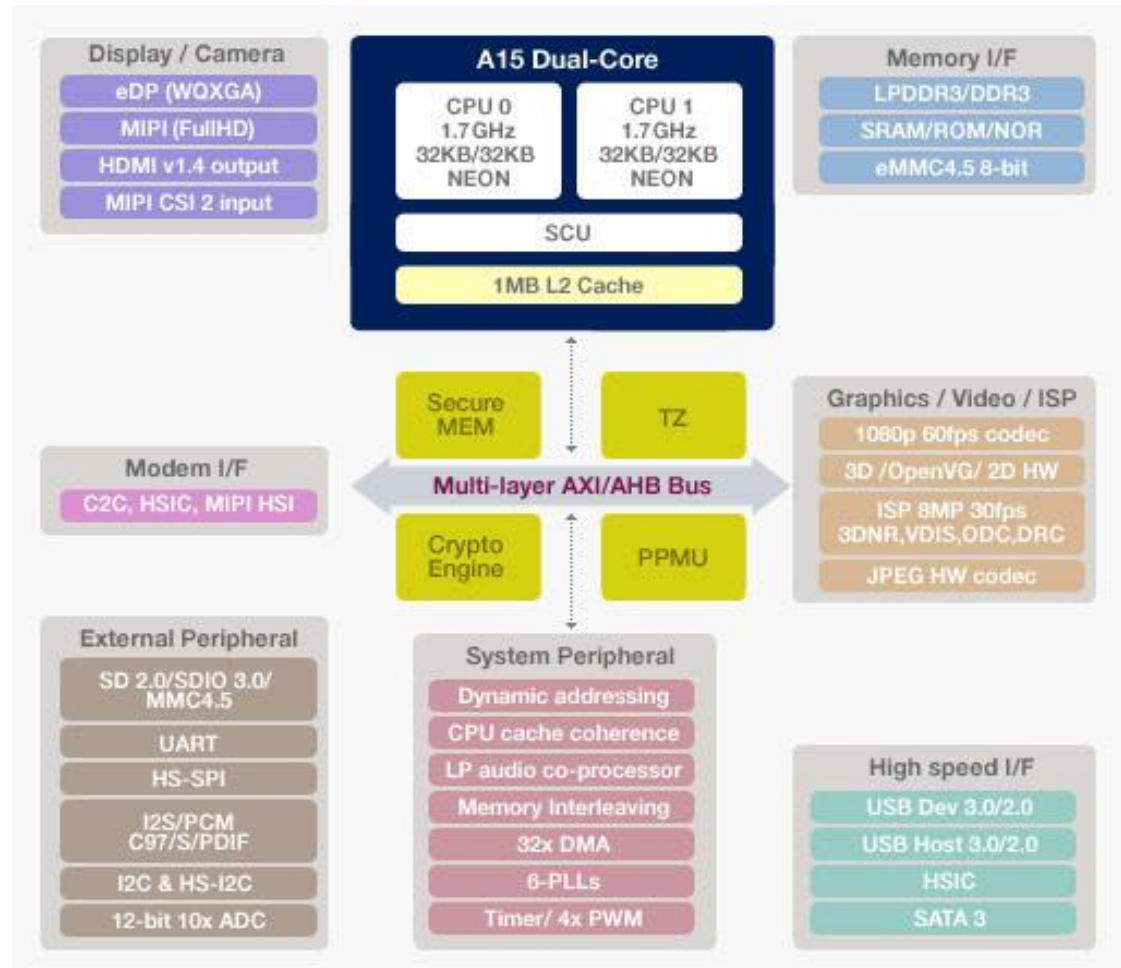 Display / Camera
eDP (WQXGA)
MIPI (FullHD)
HDMI v1.4 output
MIPI CSI 2 input
A15 Dual-Core
CPU 0
1.7GHz
32KB/32KB
NEON
CPU 1
1.7GHz
32KB/32KB
NEON
SCU
1MB L2 Cache
Memory I/F
LPDDR3/DDR3
SRAM/ROM/NOR
eMMC4.5 8-bit
Secure
MEM
TZ
Modem I/F
C2C, HSIC, MIPI HSI
Multi-layer AXI/AHB Bus
Crypto
Engine
PPMU
Graphics / Video / ISP
1080p 60fps codec
3D /OpenVG/ 2D HW
ISP 8MP 30fps
3DNR,VDIS,ODC,DRC
JPEG HW codec
External Peripheral
SD 2.0/SDIO 3.0/
MMC4.5
UART
HS-SPI
I2S/PCM
C97/S/PDIF
I2C & HS-I2C
12-bit 10x ADC
System Peripheral
Dynamic addressing
CPU cache coherence
LP audio co-processor
Memory Interleaving
32x DMA
6-PLLs
Timer/ 4x PWM
High speed I/F
USB Dev 3.0/2.0
USB Host 3.0/2.0
HSIC
SATA 3